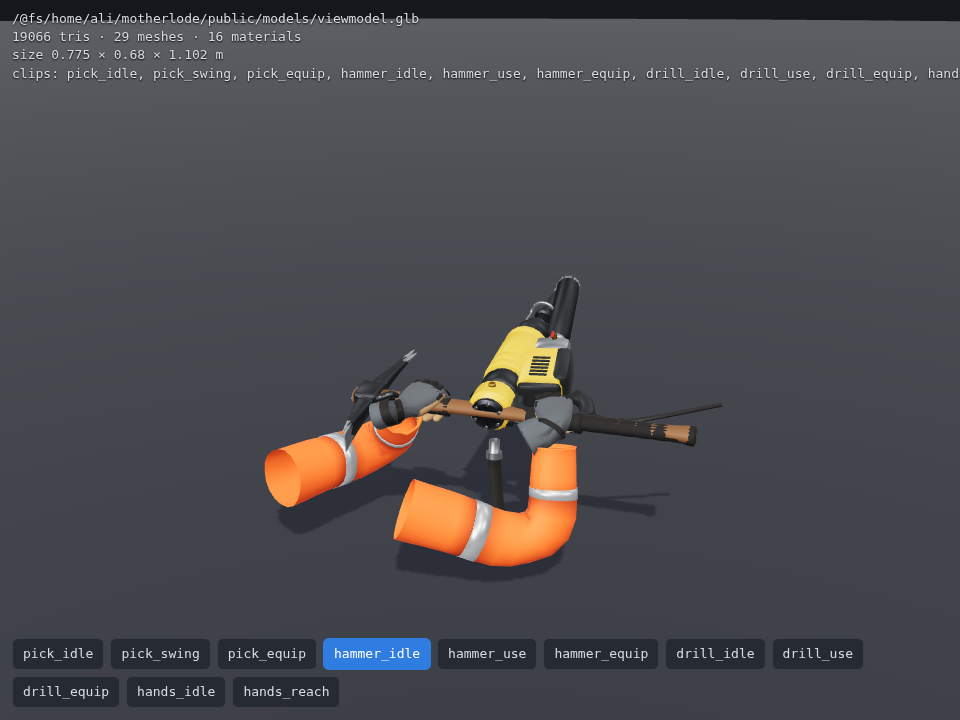 /@fs/home/ali/motherlode/public/models/viewmodel.glb
19066 tris · 29 meshes · 16 materials
size 0.775 × 0.68 × 1.102 m
clips: pick_idle, pick_swing, pick_equip, hammer_idle, hammer_use, hammer_equip, drill_idle, drill_use, drill_equip, hand
pick_idle pick_swing pick_equip hammer_idle hammer_use hammer_equip drill_idle drill_use
drill_equip hands_idle hands_reach